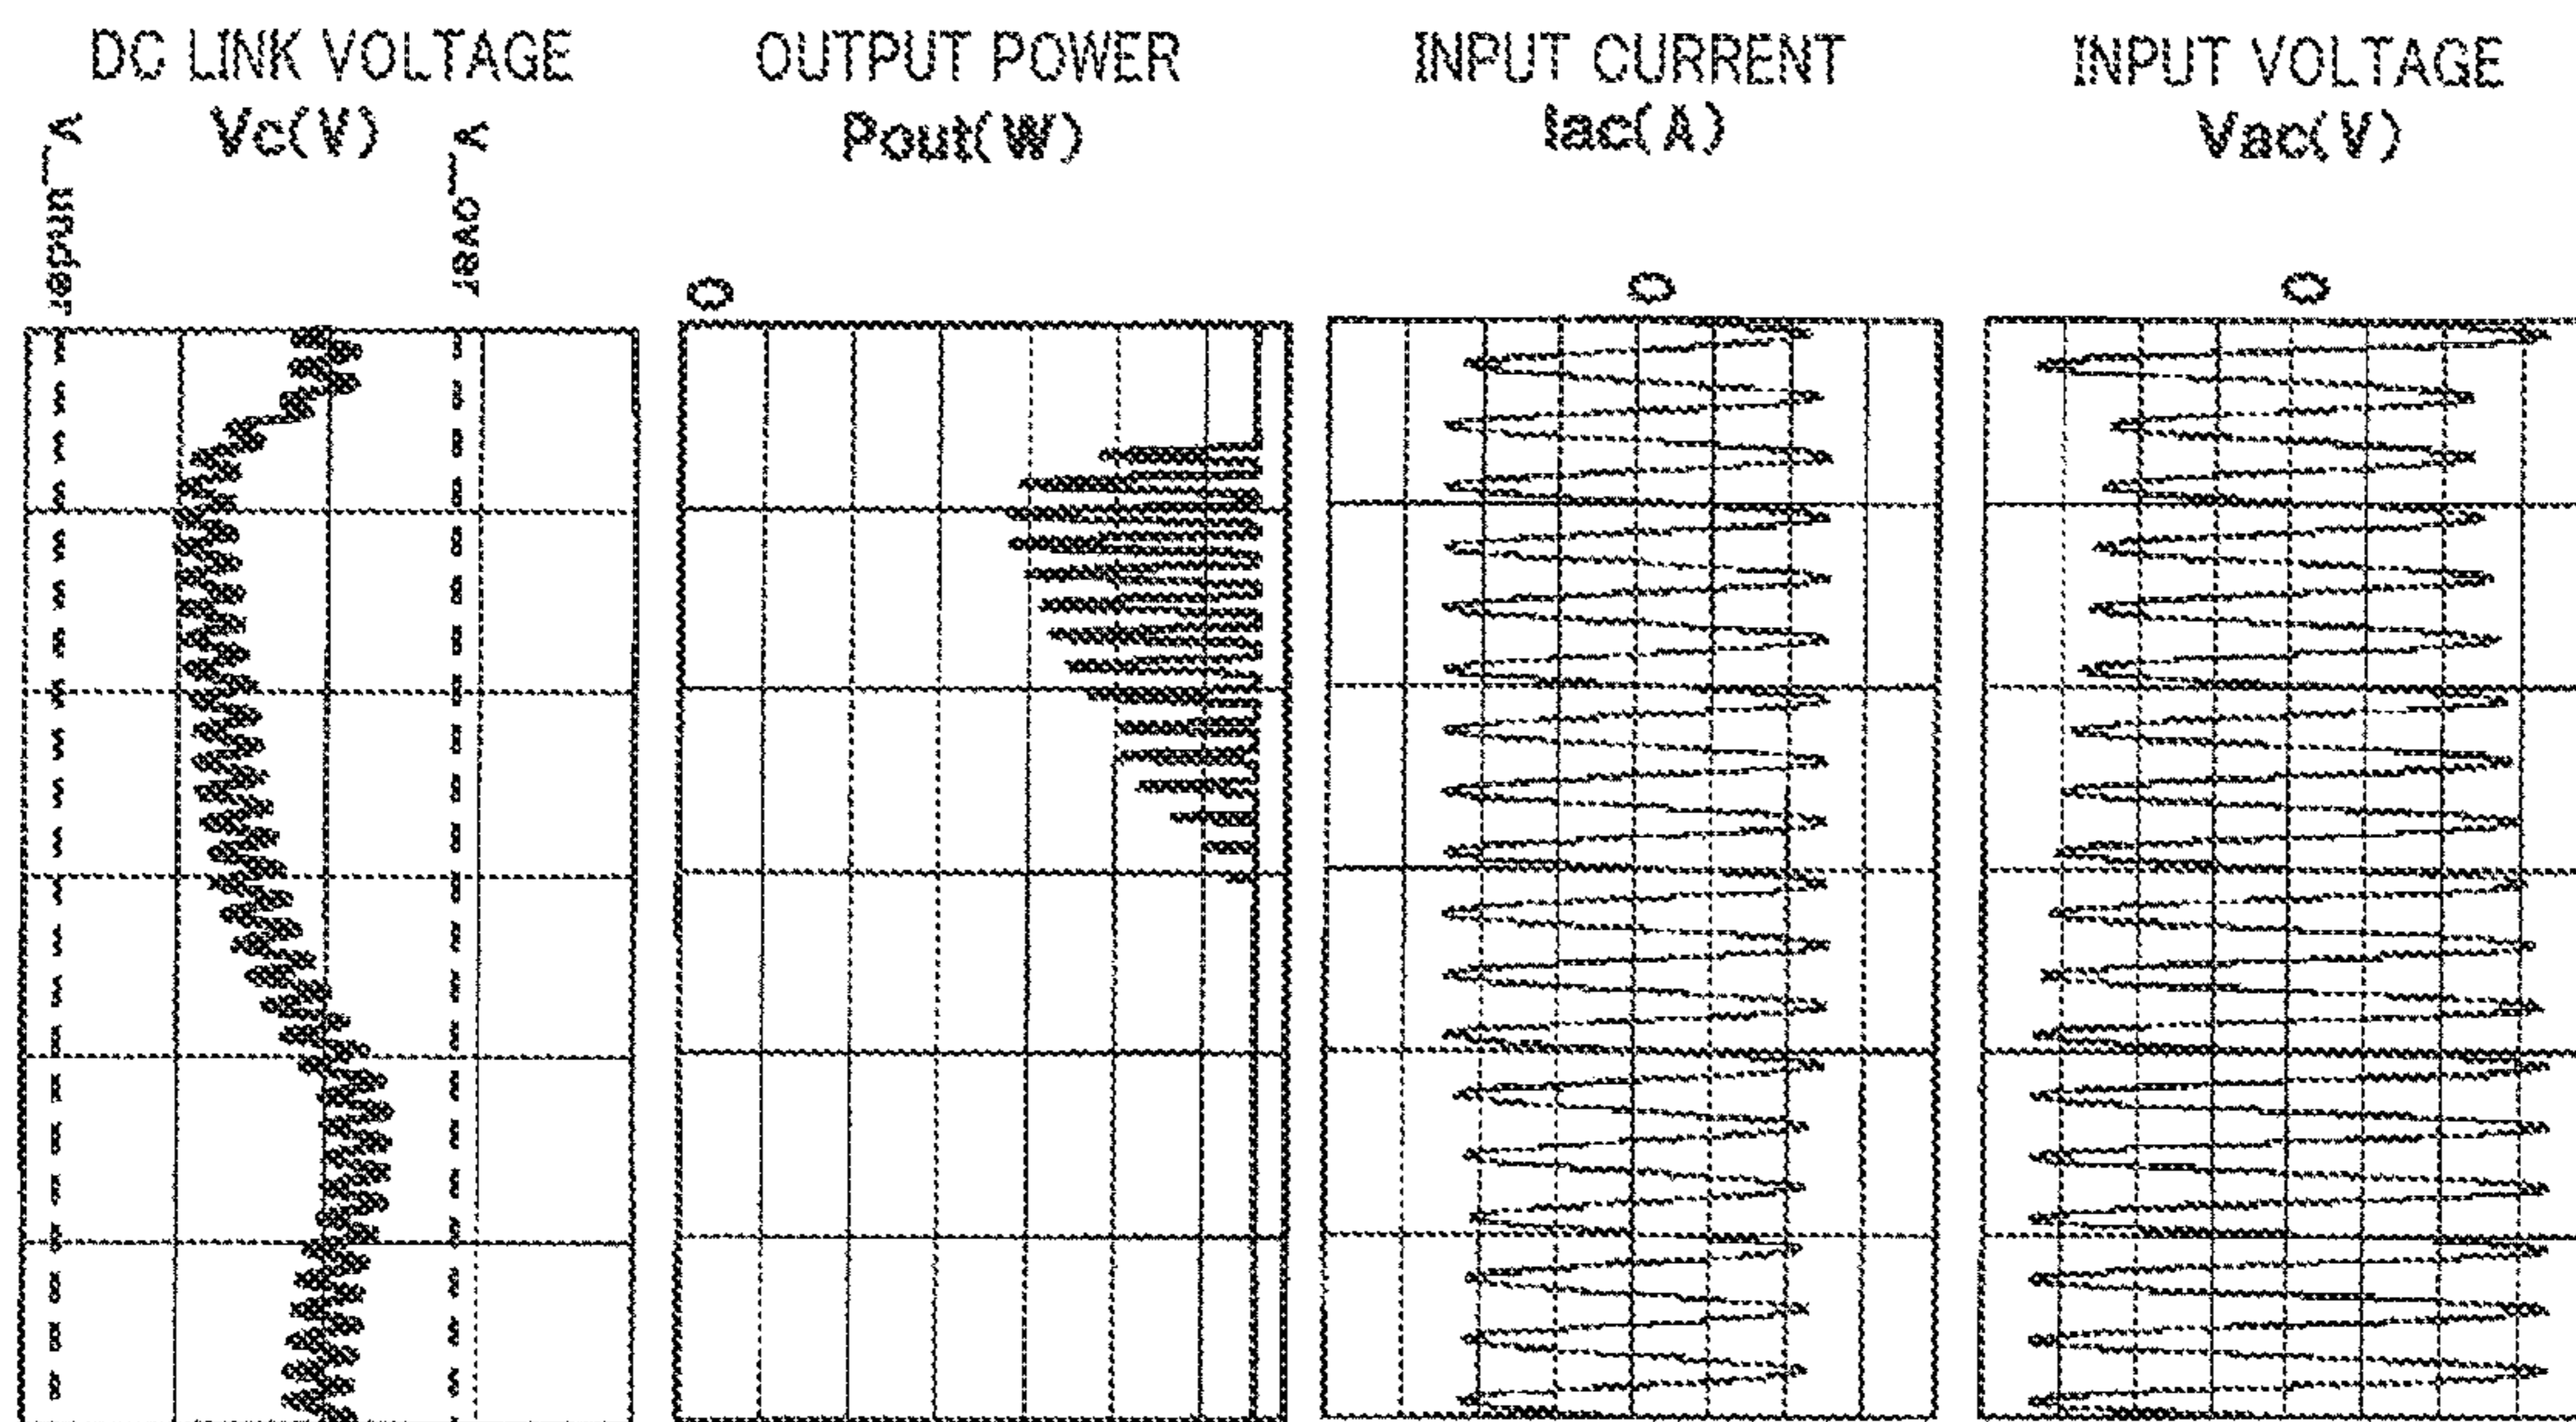 DC LINK VOLTAGE
Vc(V)
V_under
V_over
OUTPUT POWER
Pout(W)
0
INPUT CURRENT
Iac(A)
0
INPUT VOLTAGE
Vac(V)
0